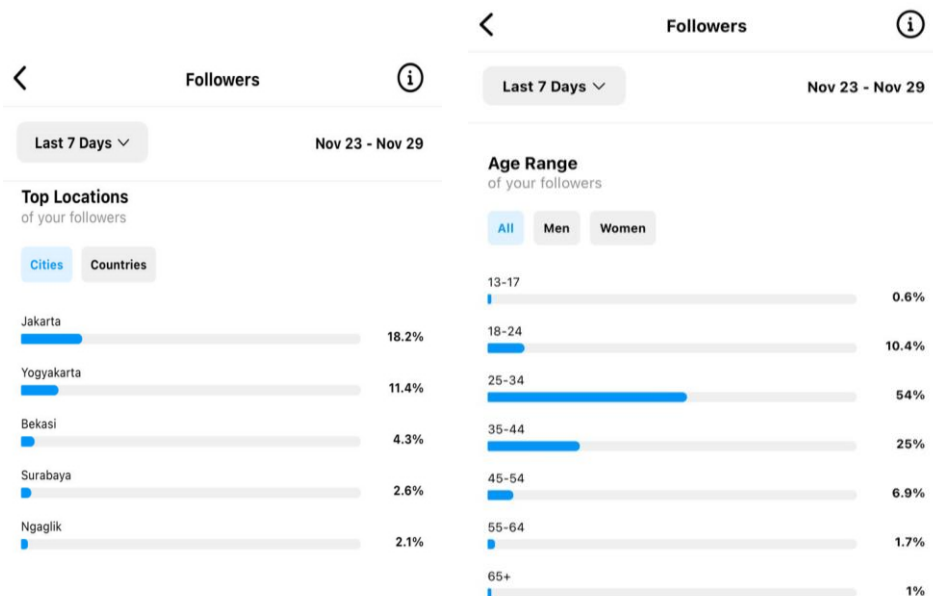 Followers
Last 7 Days
Nov 23 - Nov 29
Top Locations
of your followers
Cities Countries
Jakarta
18.2%
Yogyakarta
11.4%
Bekasi
4.3%
Surabaya
2.6%
Ngaglik
2.1%
Followers
Last 7 Days
Nov 23 - Nov 29
Age Range
of your followers
All Men Women
13-17
0.6%
18-24
10.4%
25-34
54%
35-44
25%
45-54
6.9%
55-64
1.7%
65+
1%